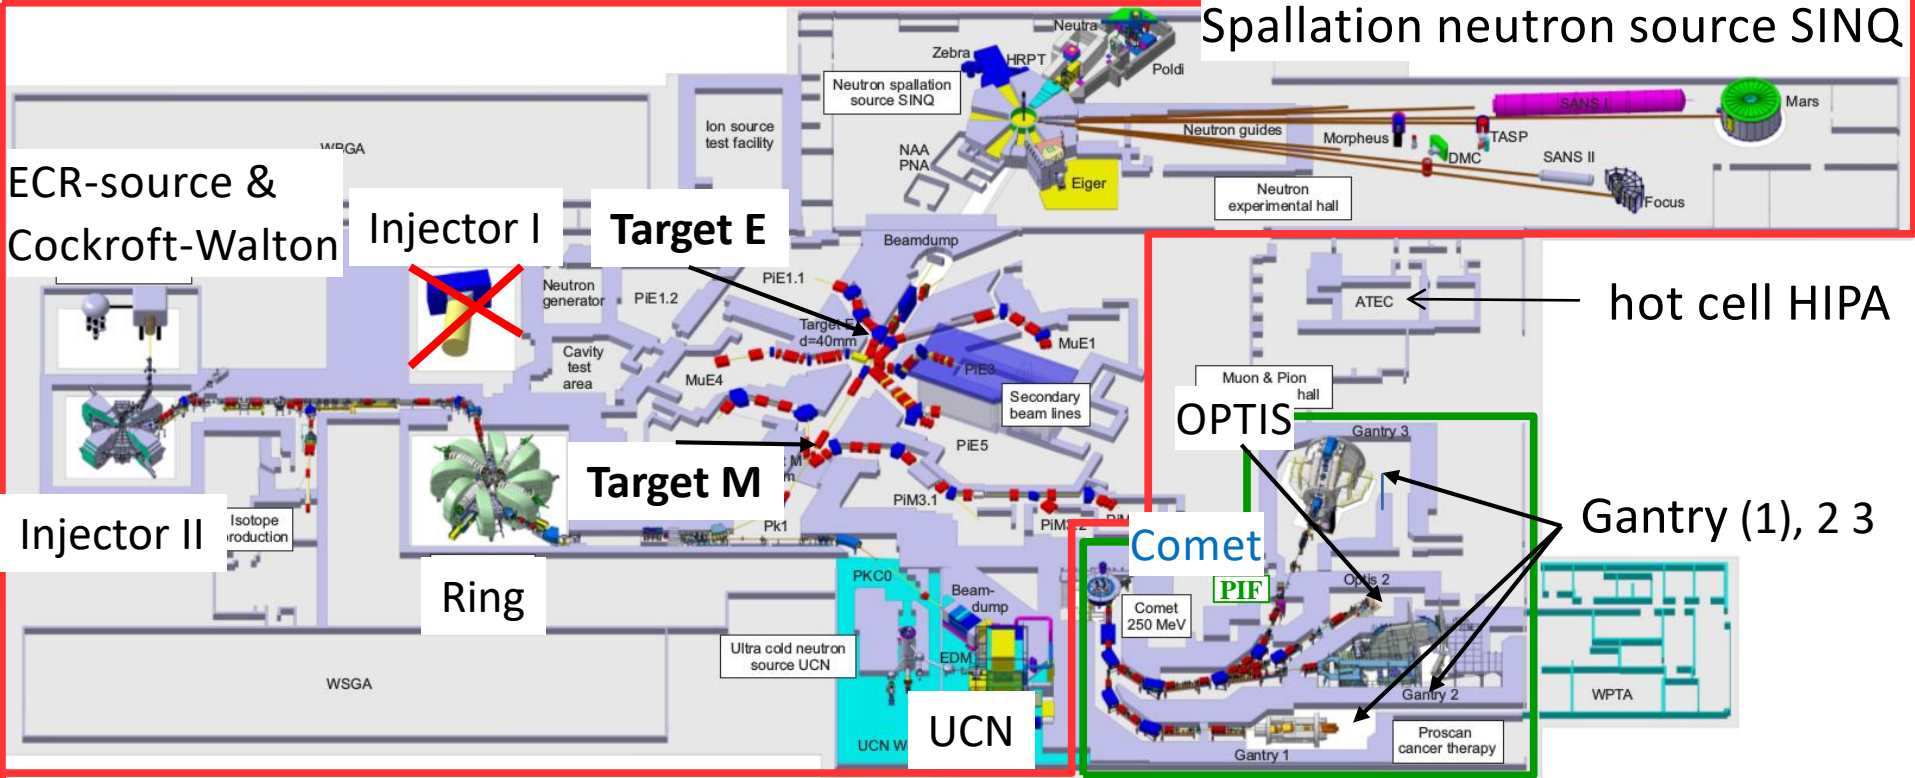 Spallation neutron source SINQ
Neutra
Zebra
HRPT
Poldi
Neutron spallation
source SINQ
SANS I
Mars
Ion source
test facility
Neutron guides
Morpheus
TASP
DMC
SANS II
NAA
PNA
Eiger
Neutron
experimental hall
Focus
WBGA
ECR-source &
Cockroft-Walton
Injector I
Target E
Beamdump
PiE1.1
Neutron
generator
PiE1.2
ATEC
hot cell HIPA
Target E
d=40mm
MuE1
Cavity
test
area
MuE4
PiE3
Secondary
beam lines
Muon & Pion
hall
OPTIS
Gantry 3
PiE5
Target M
PiM3.1
PiM3.2
Gantry (1), 2 3
Injector II
Isotope
production
Pk1
Comet
PIF
Ring
PKC0
Beam-
dump
Optis 2
Comet
250 MeV
Ultra cold neutron
source UCN
EDM
WSGA
Gantry 2
WPTA
UCN
UCN W
Proscan
cancer therapy
Gantry 1